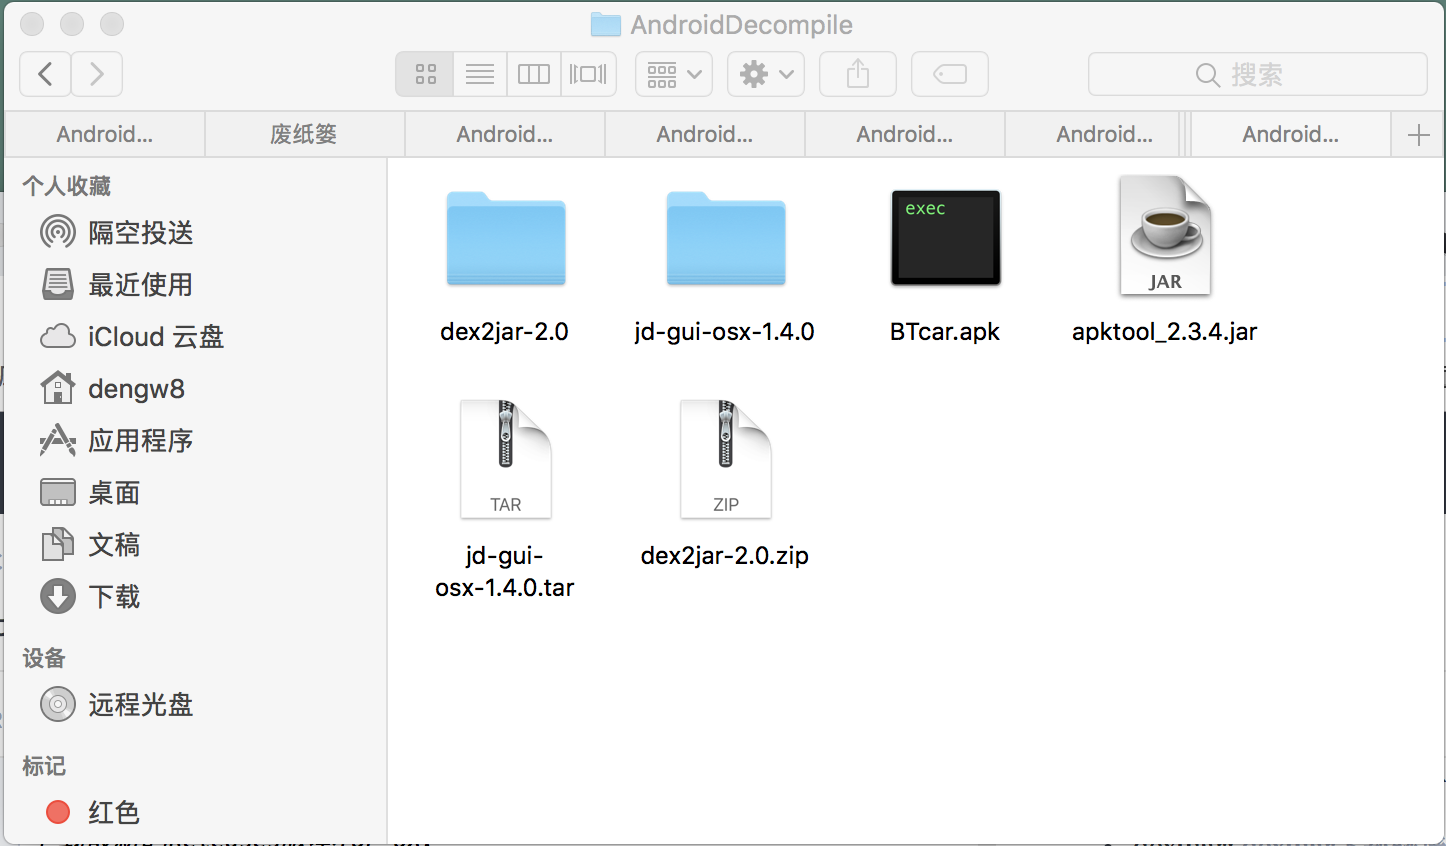 AndroidDecompile
搜索
Android...
废纸篓
Android...
Android...
Android...
Android...
Android...
个人收藏
隔空投送
最近使用
iCloud 云盘
dengw8
应用程序
桌面
文稿
下载
设备
远程光盘
标记
红色
exec
JAR
dex2jar-2.0
jd-gui-osx-1.4.0
BTcar.apk
apktool_2.3.4.jar
TAR
ZIP
jd-gui-
osx-1.4.0.tar
dex2jar-2.0.zip